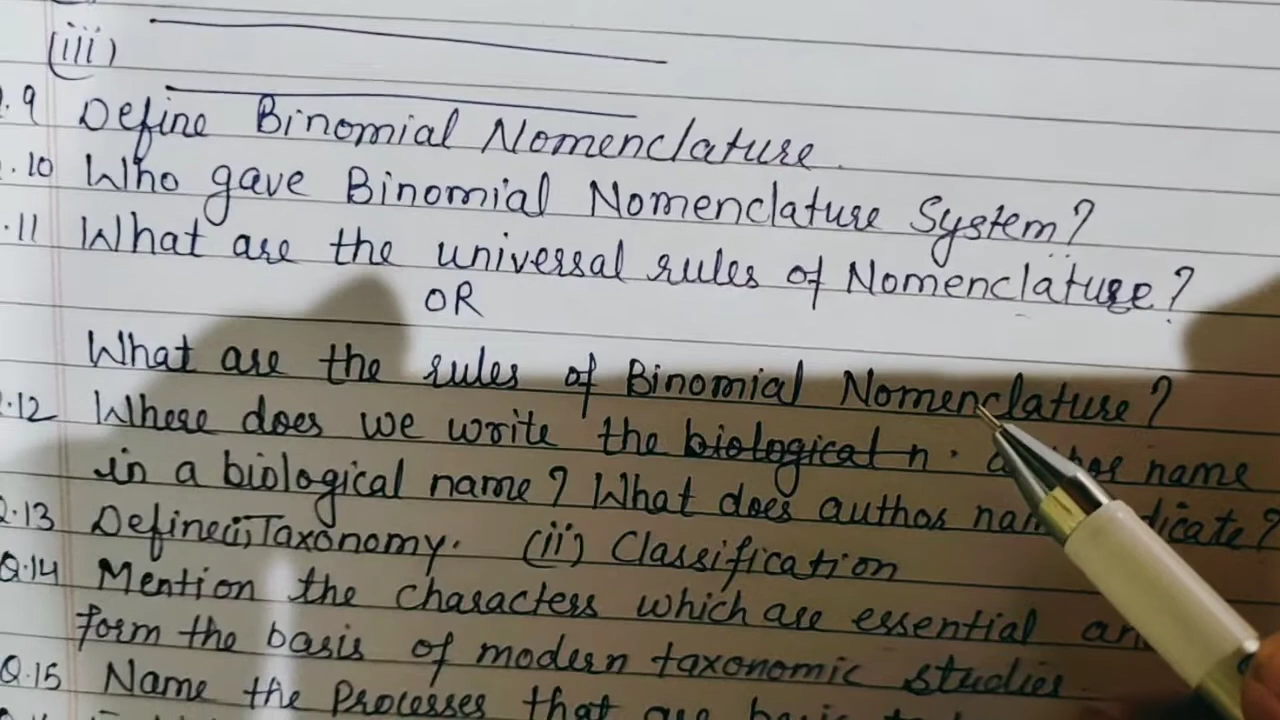 (iii)
.9 Define Binomial Nomenclature.
.10 Who gave Binomial Nomenclature System?
.11 What are the universal rules of Nomenclature?
OR
What are the rules of Binomial Nomenclature?
.12 Where does we write the biological n. name
in a biological name? What does author
Q.13 Define(i)Taxonomy. (ii) Classification
Q.14 Mention the characters which are essential
form the basis of modern taxonomic studies.
Q.15 Name the Processes that are